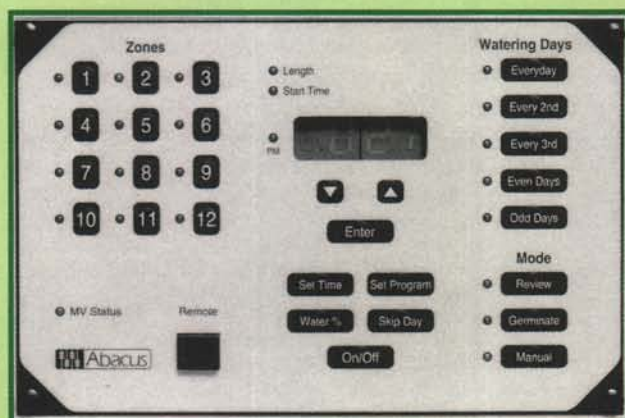 Zones
1 2 3
4 5 6
7 8 9
10 11 12
MV Status
Remote
Abacus
Length
Start Time
PM
Enter
Set Time Set Program
Water % Skip Day
On/Off
Watering Days
Everyday
Every 2nd
Every 3rd
Even Days
Odd Days
Mode
Review
Germinate
Manual